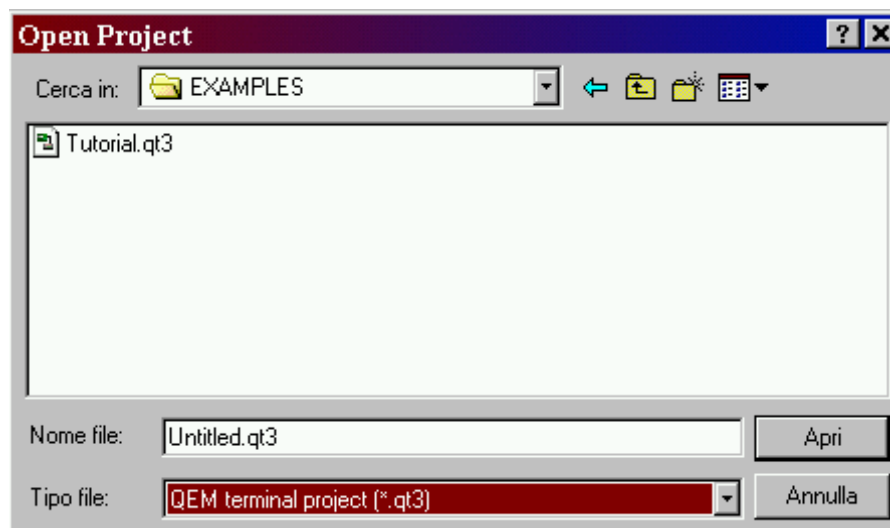 Open Project
Cerca in: EXAMPLES
Tutorial.qt3
Nome file: Untitled.qt3 Apri
Tipo file: QEM terminal project (*.qt3) Annulla